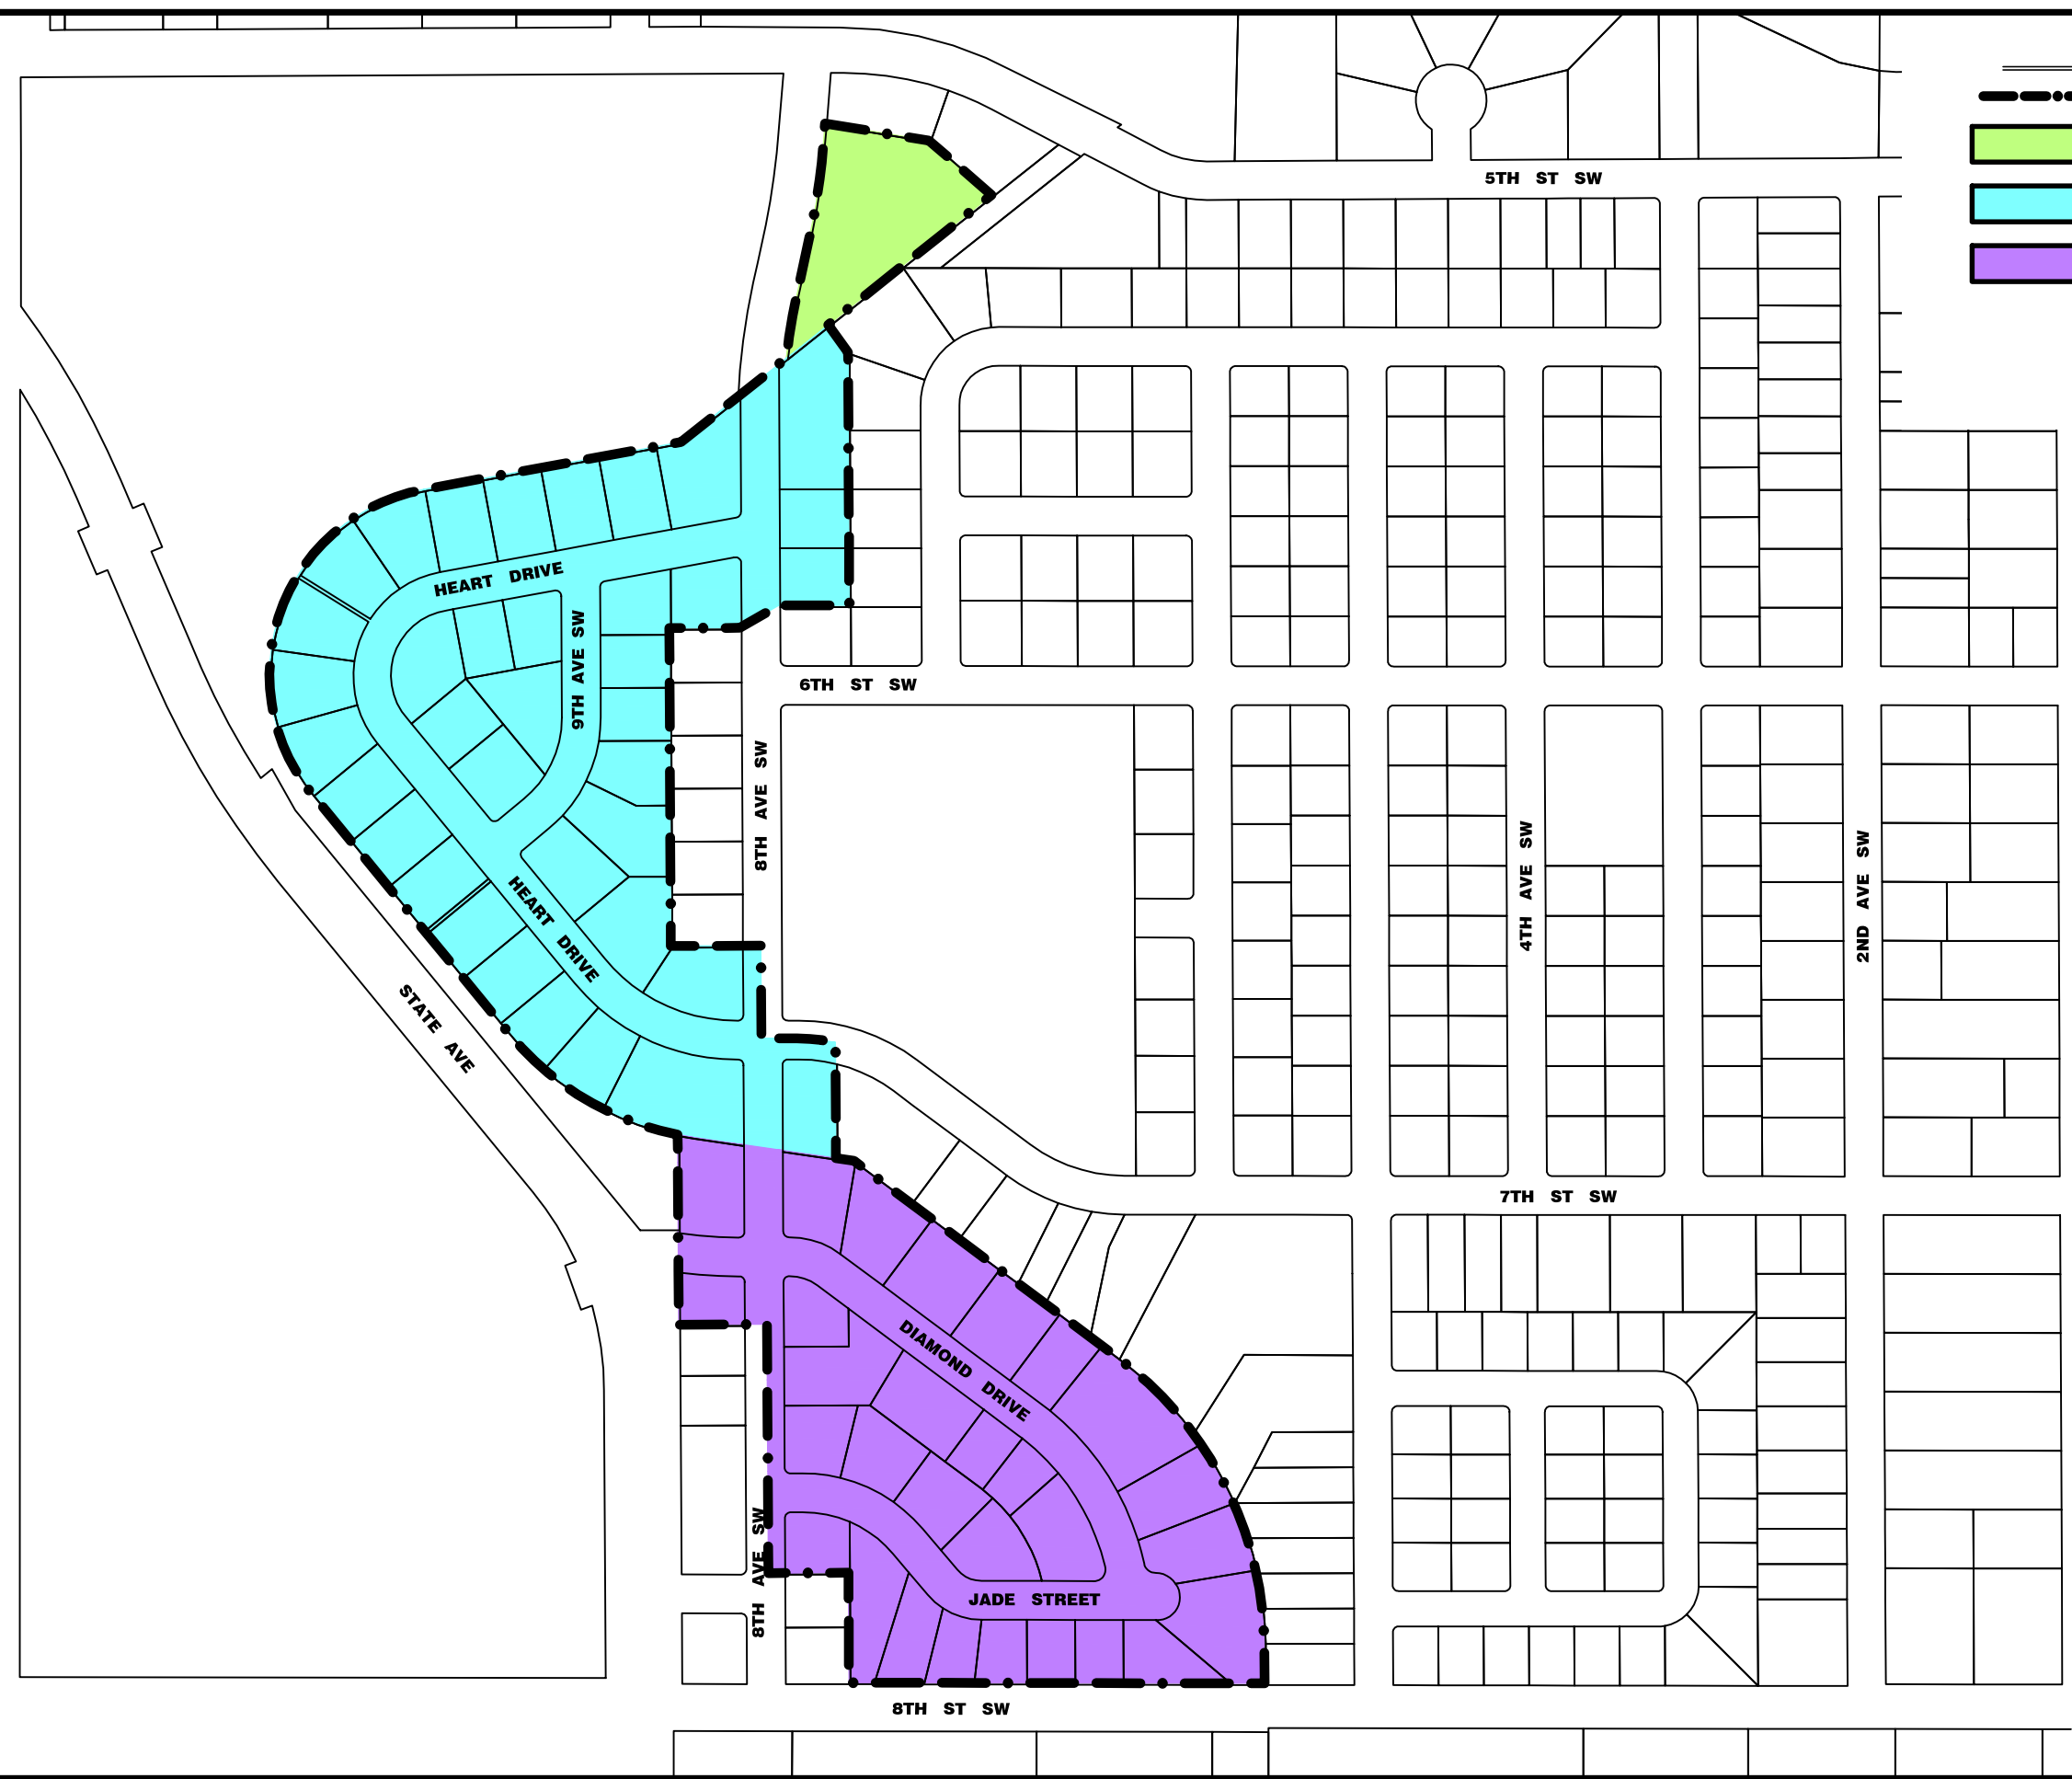 5TH ST SW
HEART DRIVE
9TH AVE SW
6TH ST SW
8TH AVE SW
4TH AVE SW
2ND AVE SW
HEART DRIVE
STATE AVE
7TH ST SW
DIAMOND DRIVE
8TH AVE SW
JADE STREET
8TH ST SW